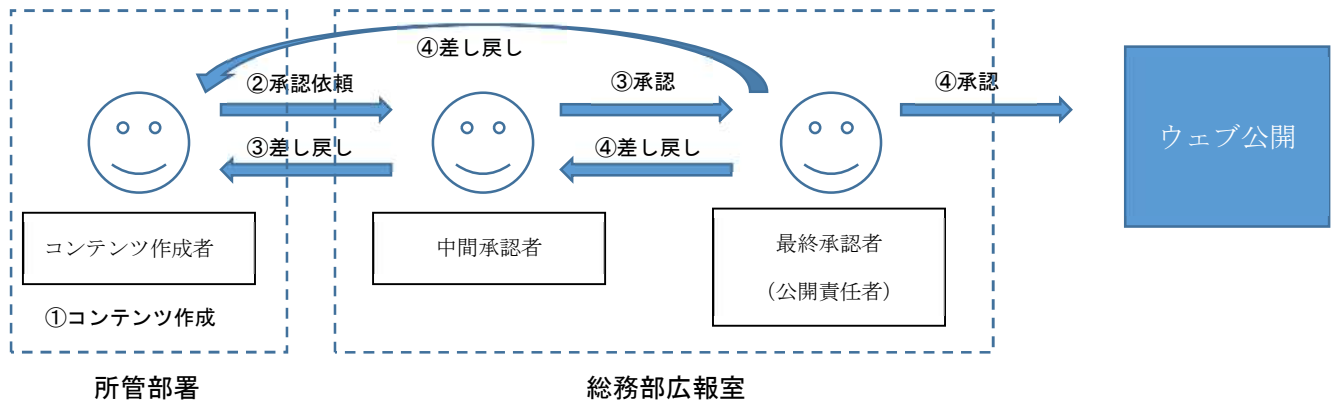 ④差し戻し
②承認依頼
③承認
④承認
③差し戻し
④差し戻し
ウェブ公開
コンテンツ作成者
中間承認者
最終承認者
（公開責任者）
①コンテンツ作成
所管部署
総務部広報室